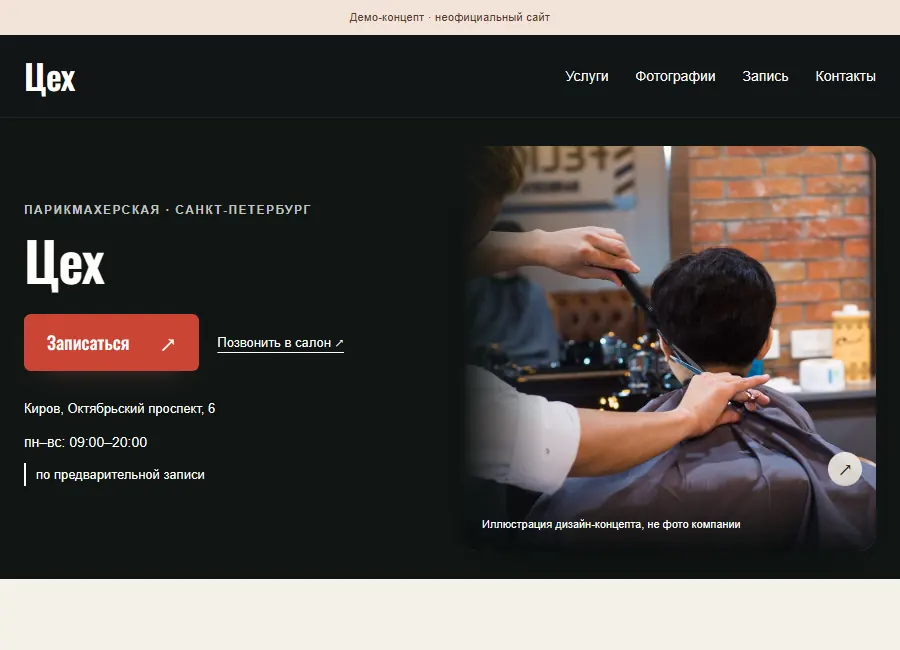 Демо-концепт · неофициальный сайт
Цех
Услуги Фотографии Запись Контакты
ПАРИКМАХЕРСКАЯ · САНКТ-ПЕТЕРБУРГ
Цех
Записаться ↗
Позвонить в салон ↗
Киров, Октябрьский проспект, 6
пн–вс: 09:00–20:00
по предварительной записи
↗
Иллюстрация дизайн-концепта, не фото компании